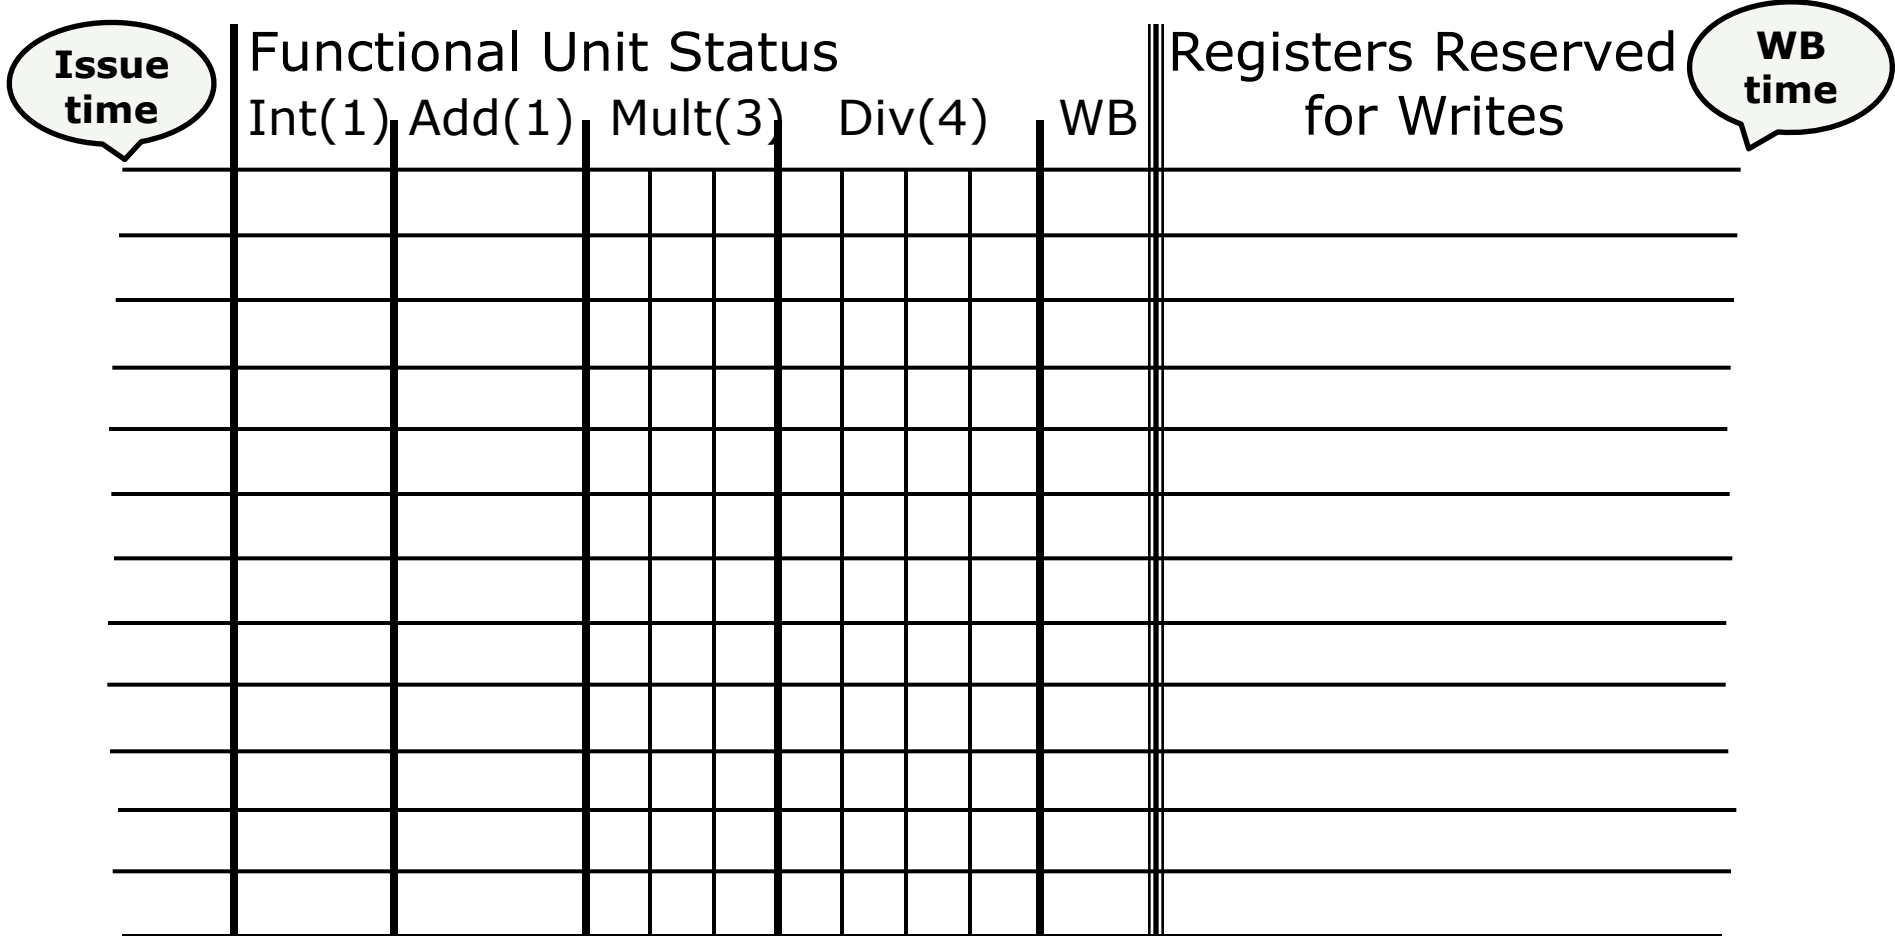 Issue
time
Functional Unit Status
Int(1) Add(1) Mult(3) Div(4) WB
Registers Reserved
for Writes
WB
time